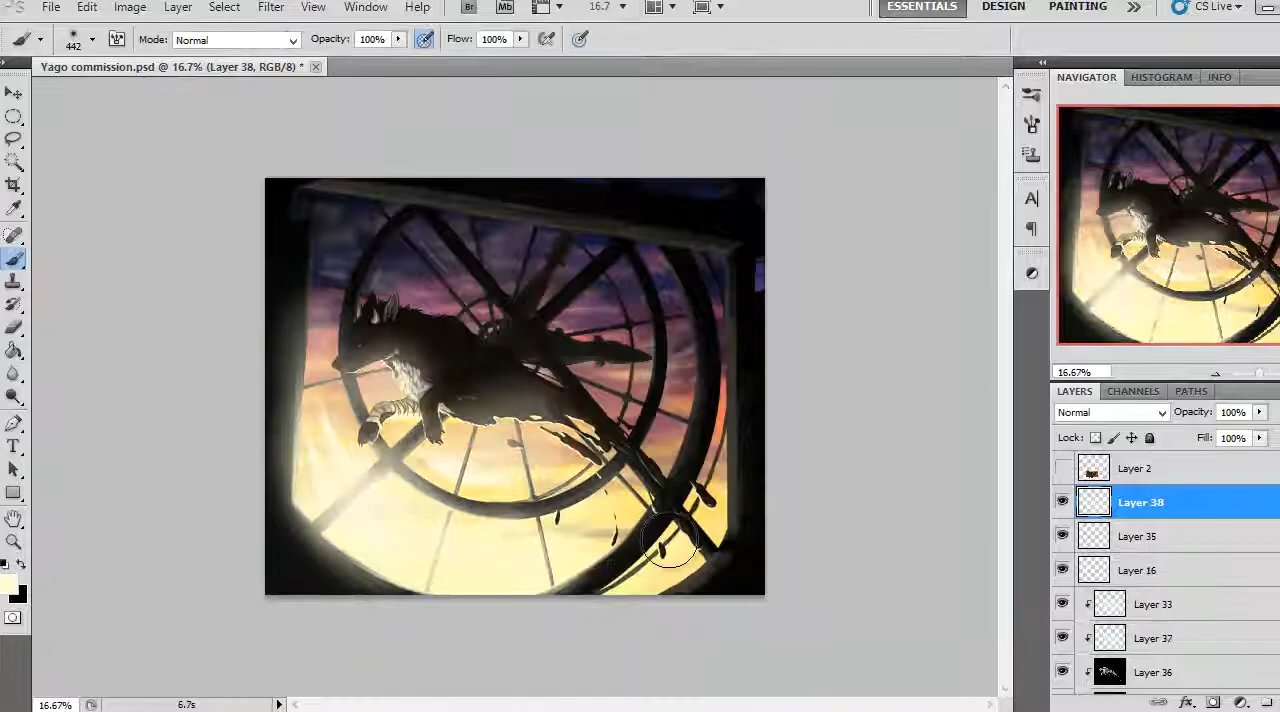 File Edit Image Layer Select Filter Analysis View Window Help Br Mb 16.7 ESSENTIALS DESIGN PAINTING CS Live
442 Mode: Normal Opacity: 100% Flow: 100%
Yago commission.psd @ 16.7% (Layer 38, RGB/8) *
NAVIGATOR HISTOGRAM INFO
16.67%
LAYERS CHANNELS PATHS
Normal Opacity: 100%
Lock: Fill: 100%
Layer 2
Layer 38
Layer 35
Layer 16
Layer 33
Layer 37
Layer 36
16.67% 6.7s